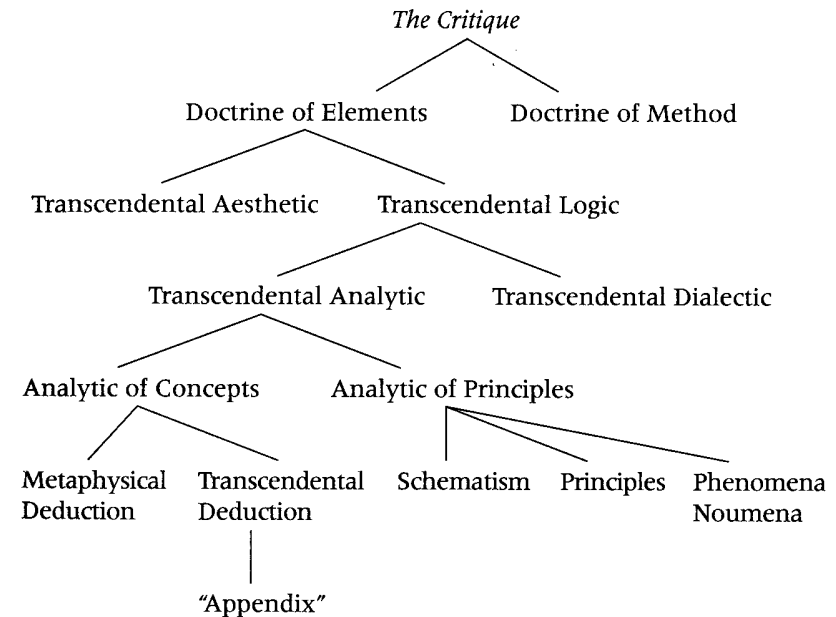 The Critique
Doctrine of Elements
Doctrine of Method
Transcendental Aesthetic
Transcendental Logic
Transcendental Analytic
Transcendental Dialectic
Analytic of Concepts
Analytic of Principles
Metaphysical
Deduction
Transcendental
Deduction
Schematism
Principles
Phenomena
Noumena
“Appendix”